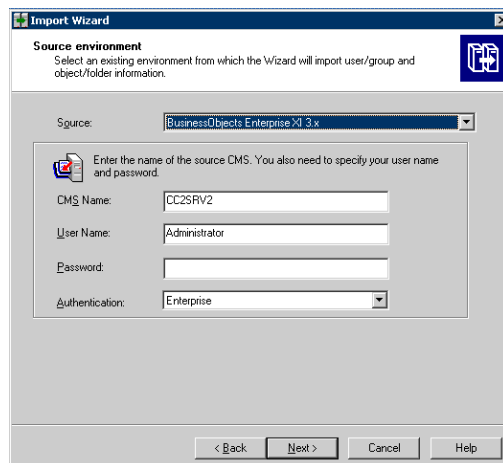 Import Wizard
Source environment
Select an existing environment from which the Wizard will import user/group and
object/folder information.
Source: BusinessObjects Enterprise XI 3.x
Enter the name of the source CMS. You also need to specify your user name
and password.
CMS Name: CC2SRV2
User Name: Administrator
Password:
Authentication: Enterprise
< Back Next > Cancel Help